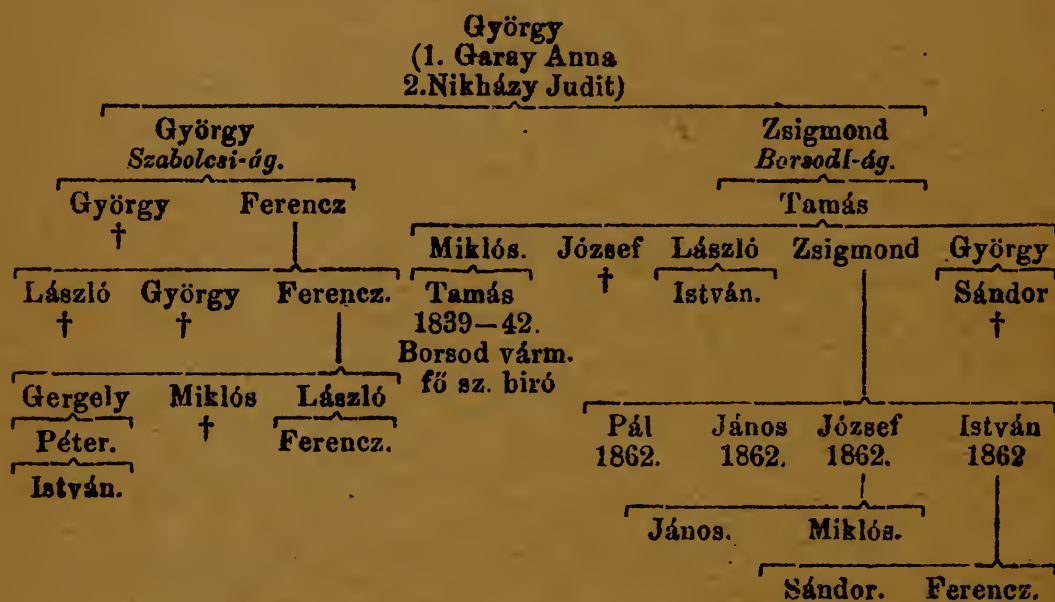 György
(1. Garay Anna
2.Nikházy Judit)
György Zsigmond
Szabolcsi-ág. Borsodi-ág.
György Ferencz Tamás
†
Miklós. József László Zsigmond György
László György Ferencz. Tamás † István. Sándor
† † 1839—42. †
Borsod várm.
fő sz. biró
Gergely Miklós László
† Pál János József István
Péter. Ferencz. 1862. 1862. 1862. 1862
István.
János. Miklós.
Sándor. Ferencz.